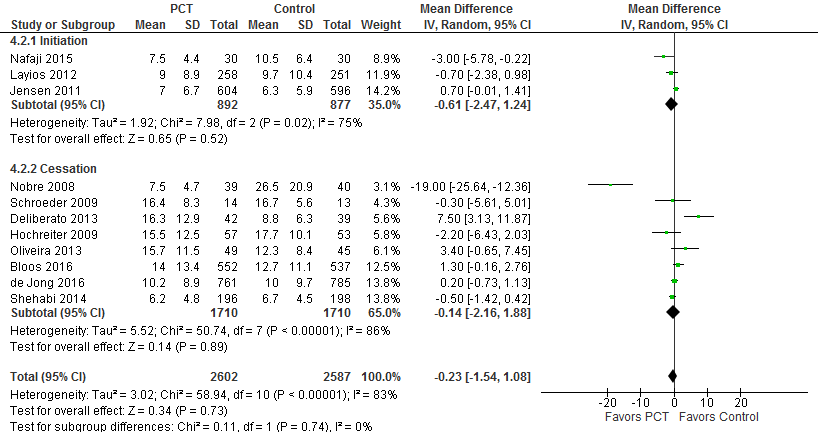 PCT Control Mean Difference Mean Difference
Study or Subgroup Mean SD Total Mean SD Total Weight IV, Random, 95% CI IV, Random, 95% CI
4.2.1 Initiation
Nafaji 2015 7.5 4.4 30 10.5 6.4 30 8.9% -3.00 [-5.78, -0.22]
Layios 2012 9 8.9 258 9.7 10.4 251 11.9% -0.70 [-2.38, 0.98]
Jensen 2011 7 6.7 604 6.3 5.9 596 14.2% 0.70 [-0.01, 1.41]
Subtotal (95% CI) 892 877 35.0% -0.61 [-2.47, 1.24]
Heterogeneity: Tau² = 1.92; Chi² = 7.98, df = 2 (P = 0.02); I² = 75%
Test for overall effect: Z = 0.65 (P = 0.52)
4.2.2 Cessation
Nobre 2008 7.5 4.7 39 26.5 20.9 40 3.1% -19.00 [-25.64, -12.36]
Schroeder 2009 16.4 8.3 14 16.7 5.6 13 4.4% -0.30 [-5.61, 5.01]
Deliberato 2013 16.3 12.9 42 8.8 6.3 39 5.7% 7.50 [3.13, 11.87]
Hochreiter 2009 15.5 12.5 57 17.7 10.1 53 5.9% -2.20 [-6.43, 2.03]
Oliveira 2013 15.7 11.5 49 12.3 8.4 45 6.1% 3.40 [-0.65, 7.45]
Bloos 2016 14 13.4 552 12.7 11.1 537 12.5% 1.30 [-0.16, 2.76]
de Jong 2016 10.2 8.9 761 10 9.7 785 13.8% 0.20 [-0.73, 1.13]
Shehabi 2014 6.2 4.8 196 6.7 4.5 198 13.8% -0.50 [-1.42, 0.42]
Subtotal (95% CI) 1710 1710 65.0% -0.14 [-2.16, 1.88]
Heterogeneity: Tau² = 5.52; Chi² = 50.74, df = 7 (P < 0.00001); I² = 86%
Test for overall effect: Z = 0.14 (P = 0.89)
Total (95% CI) 2602 2587 100.0% -0.23 [-1.54, 1.08]
Heterogeneity: Tau² = 3.02; Chi² = 58.94, df = 10 (P < 0.00001); I² = 83%
Test for overall effect: Z = 0.34 (P = 0.73)
Test for subgroup differences: Chi² = 0.11, df = 1 (P = 0.74), I² = 0%
-20 -10 0 10 20
Favors PCT Favors Control